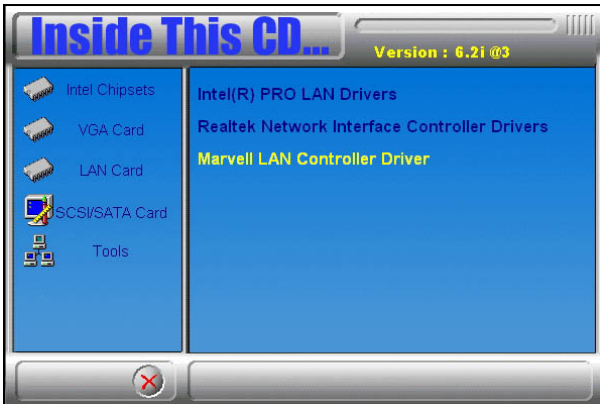 Inside This CD...
Version : 6.2i @3
Intel Chipsets
VGA Card
LAN Card
SCSI/SATA Card
Tools
Intel(R) PRO LAN Drivers
Realtek Network Interface Controller Drivers
Marvell LAN Controller Driver